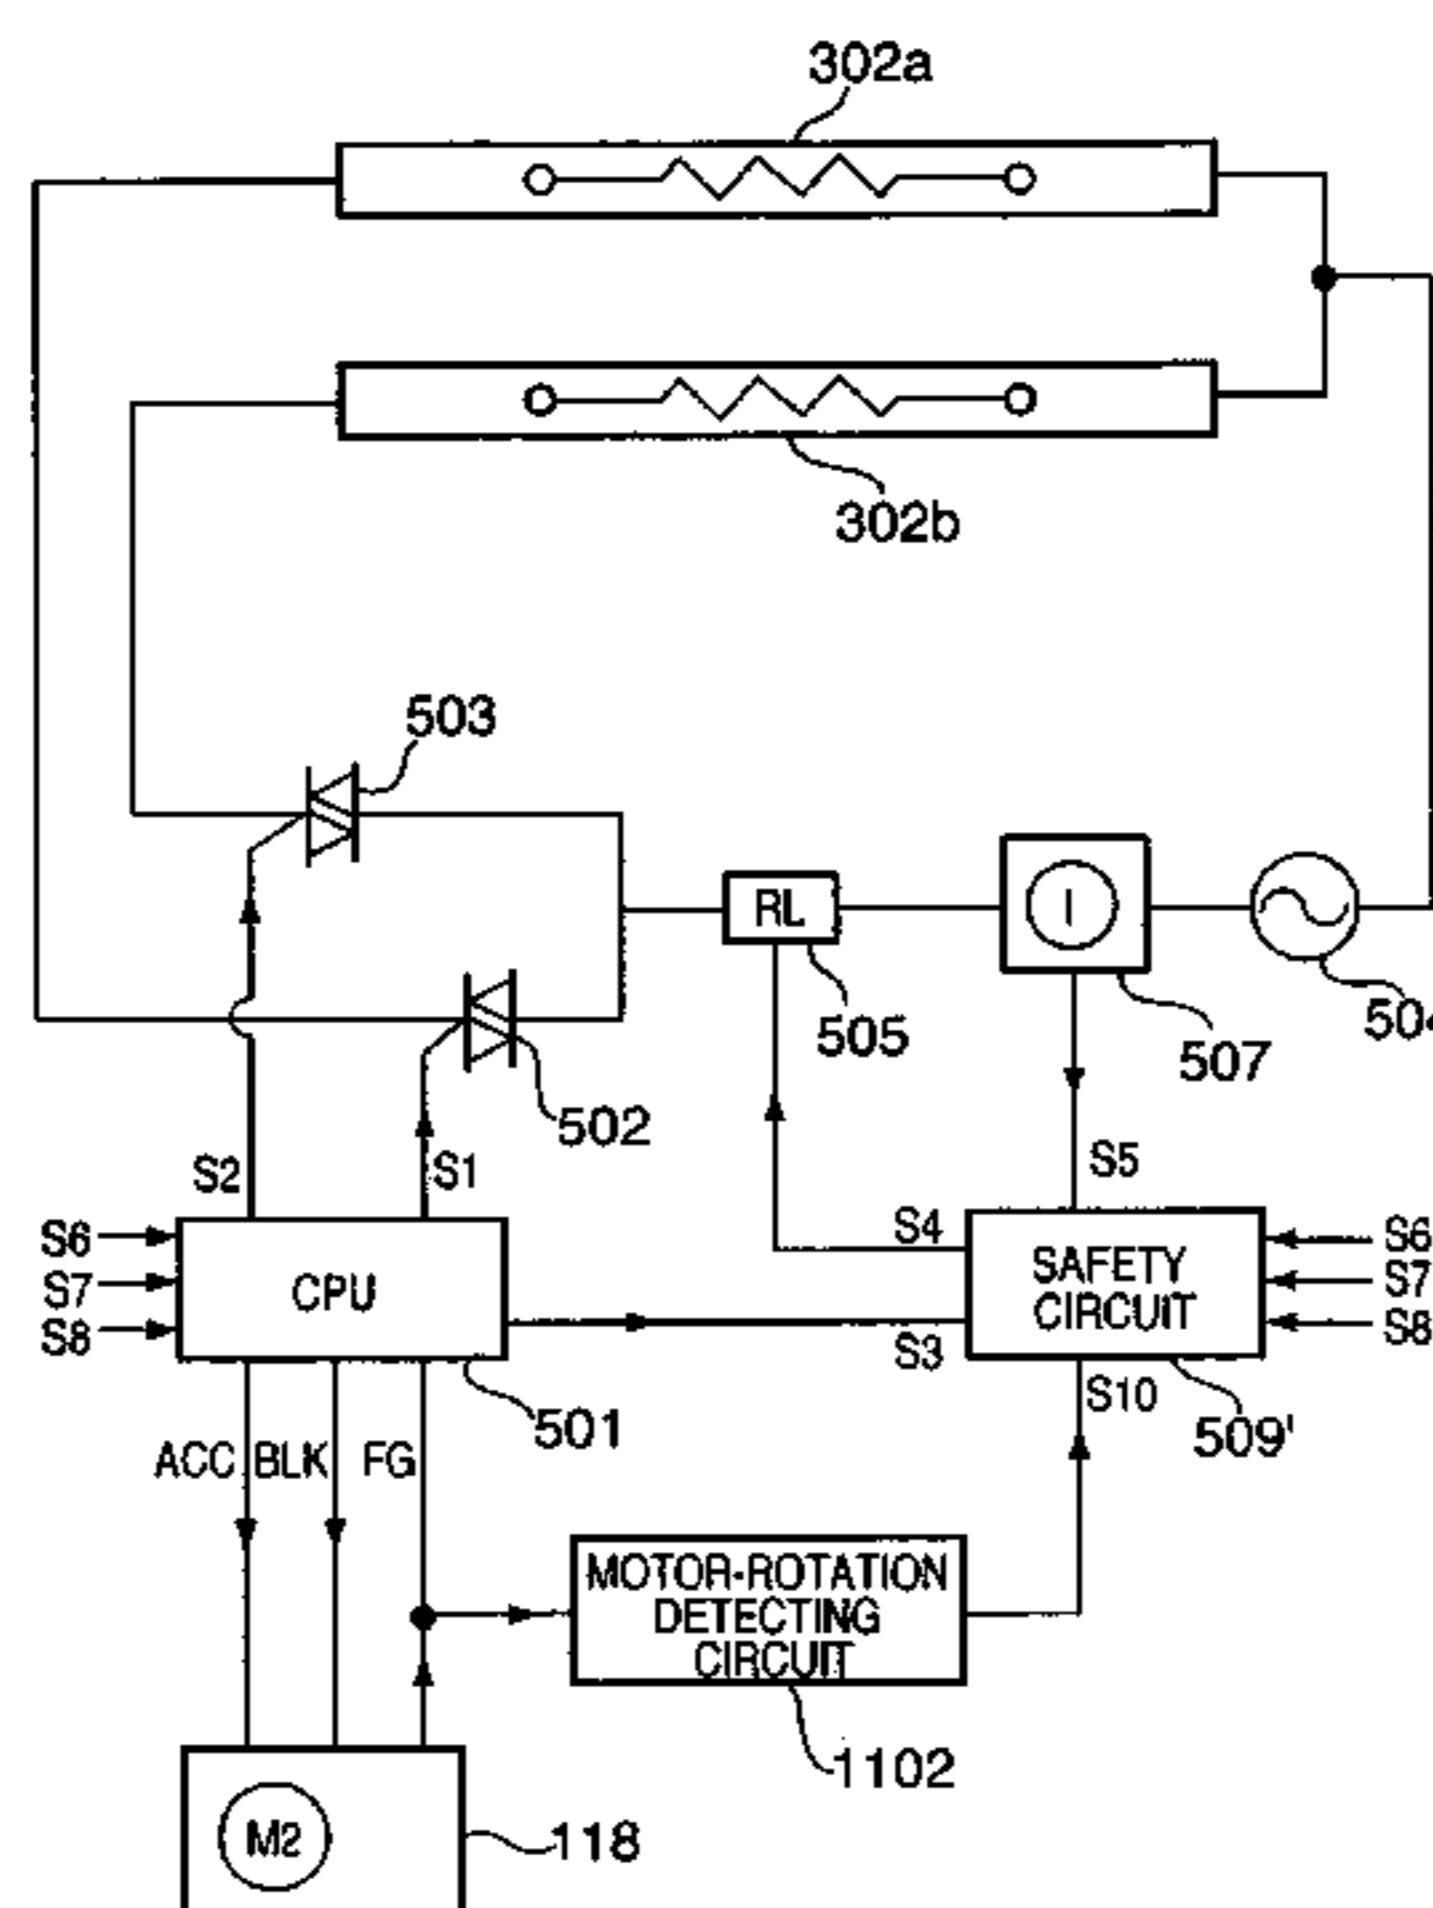 302a
302b
503
RL
I
505
507
502
S2
S1
S5
S6
S7
S8
CPU
S4
SAFETY
CIRCUIT
S6
S7
S8
S3
S10
501
509'
ACC
BLK
FG
MOTOR-ROTATION
DETECTING
CIRCUIT
1102
M2
118